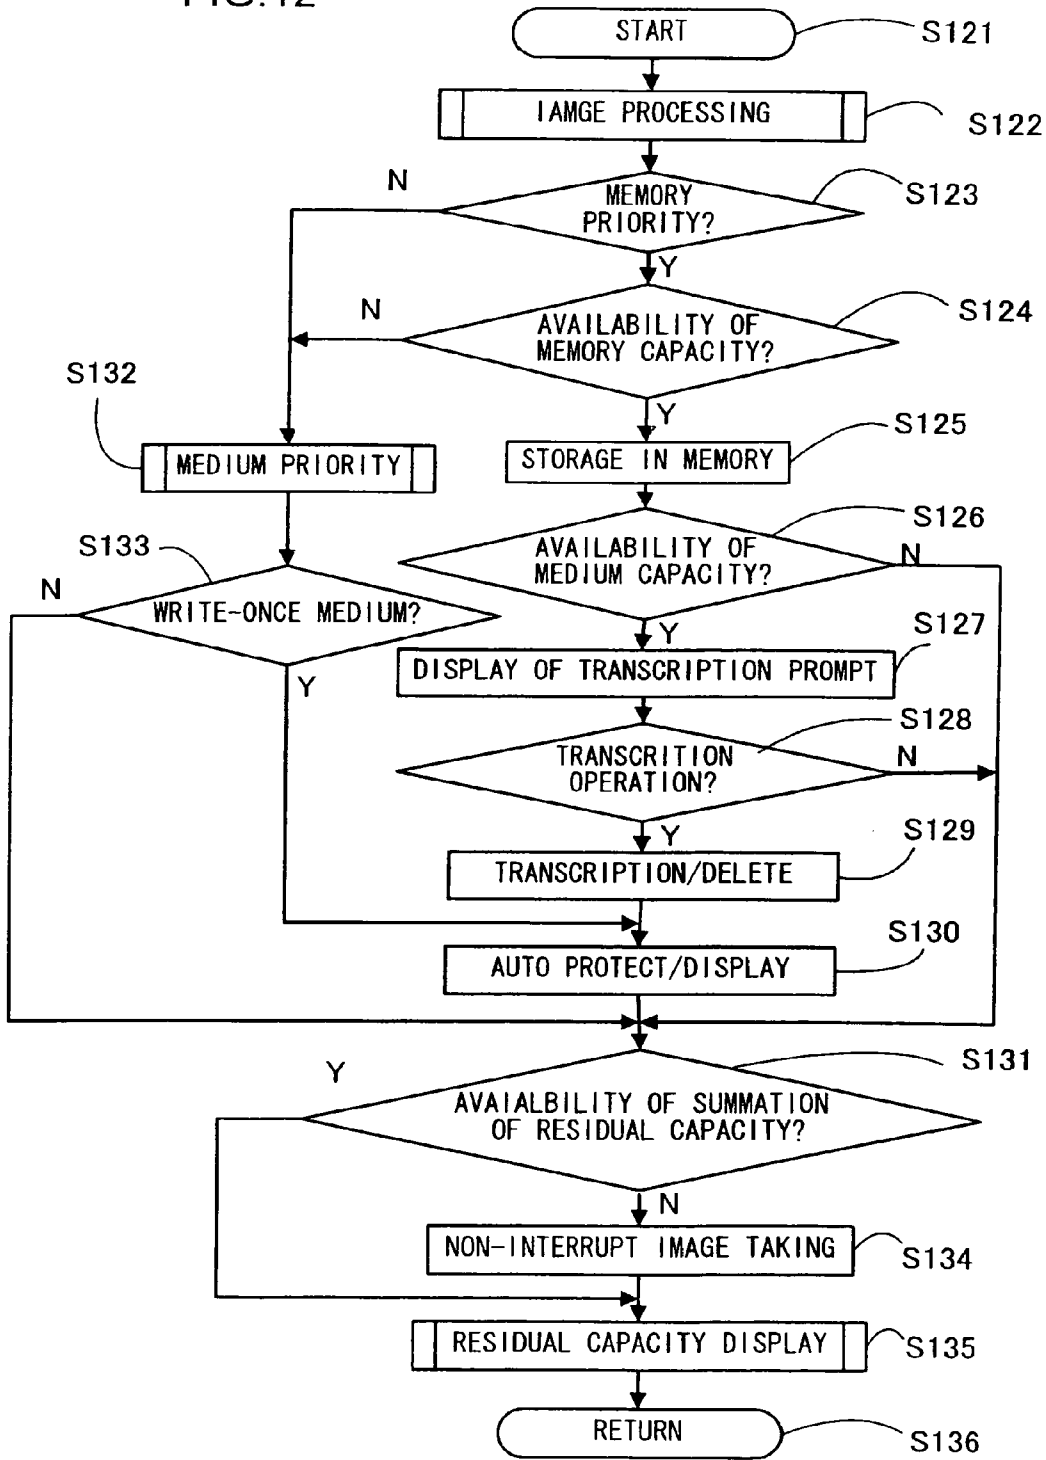 FIG.12
START
S121
IAMGE PROCESSING
S122
N
MEMORY
PRIORITY?
S123
Y
N
AVAILABILITY OF
MEMORY CAPACITY?
S124
Y
S132
MEDIUM PRIORITY
STORAGE IN MEMORY
S125
S133
N
WRITE-ONCE MEDIUM?
Y
AVAILABILITY OF
MEDIUM CAPACITY?
S126
N
Y
DISPLAY OF TRANSCRIPTION PROMPT
S127
TRANSCRITION
OPERATION?
S128
N
Y
TRANSCRIPTION/DELETE
S129
AUTO PROTECT/DISPLAY
S130
Y
AVAIALBILITY OF SUMMATION
OF RESIDUAL CAPACITY?
S131
N
NON-INTERRUPT IMAGE TAKING
S134
RESIDUAL CAPACITY DISPLAY
S135
RETURN
S136